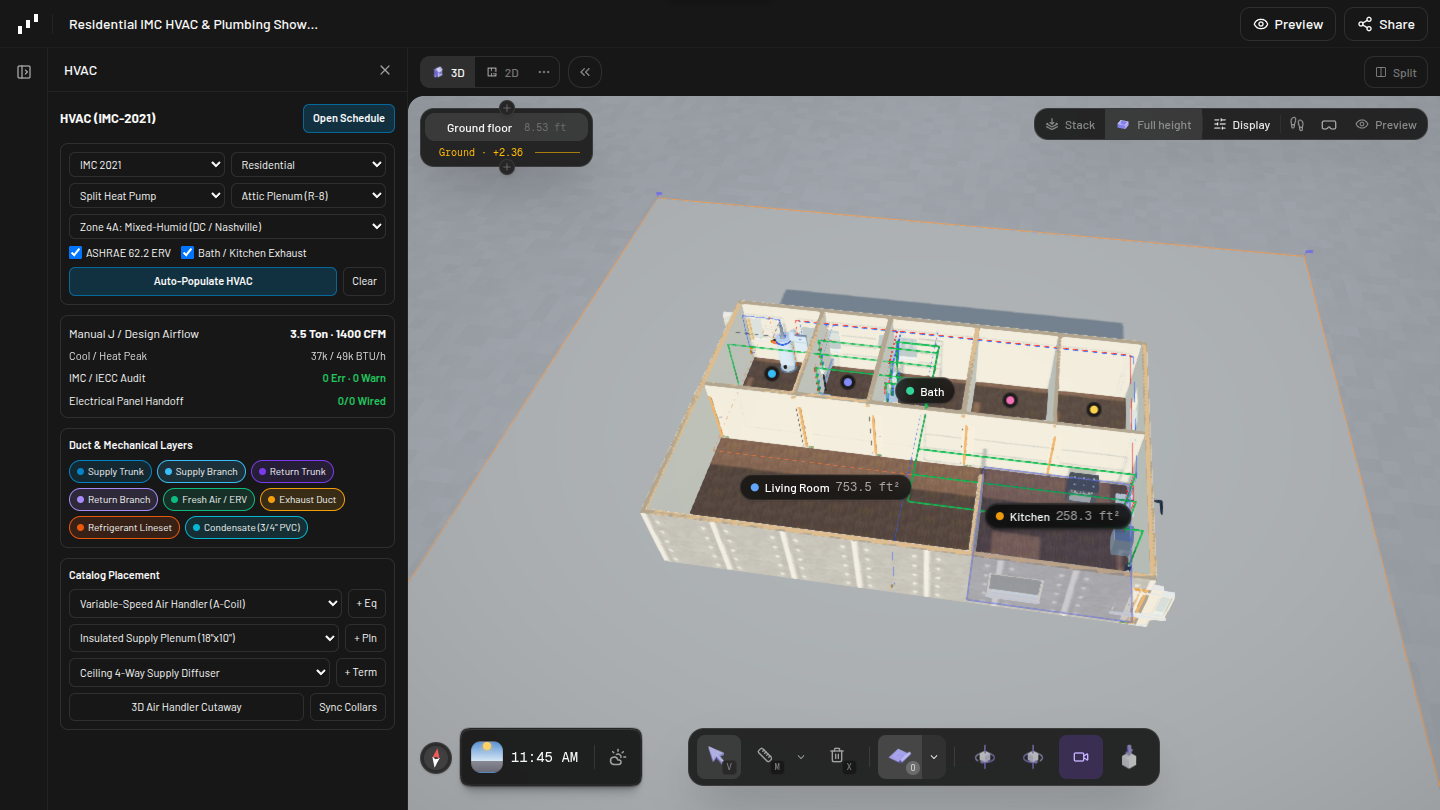 Residential IMC HVAC & Plumbing Show...
Preview
Share
HVAC
3D
2D
Split
HVAC (IMC-2021)
Open Schedule
IMC 2021
Residential
Split Heat Pump
Attic Plenum (R-8)
Zone 4A: Mixed-Humid (DC / Nashville)
ASHRAE 62.2 ERV
Bath / Kitchen Exhaust
Auto-Populate HVAC
Clear
Manual J / Design Airflow
3.5 Ton · 1400 CFM
Cool / Heat Peak
37k / 49k BTU/h
IMC / IECC Audit
0 Err · 0 Warn
Electrical Panel Handoff
0/0 Wired
Duct & Mechanical Layers
Supply Trunk
Supply Branch
Return Trunk
Return Branch
Fresh Air / ERV
Exhaust Duct
Refrigerant Lineset
Condensate (3/4" PVC)
Catalog Placement
Variable-Speed Air Handler (A-Coil)
+ Eq
Insulated Supply Plenum (18"x10")
+ Pln
Ceiling 4-Way Supply Diffuser
+ Term
3D Air Handler Cutaway
Sync Collars
Ground floor 8.53 ft
Ground · +2.36
Stack
Full height
Display
Preview
Bath
Living Room 753.5 ft²
Kitchen 258.3 ft²
11:45 AM
V
M
X
0